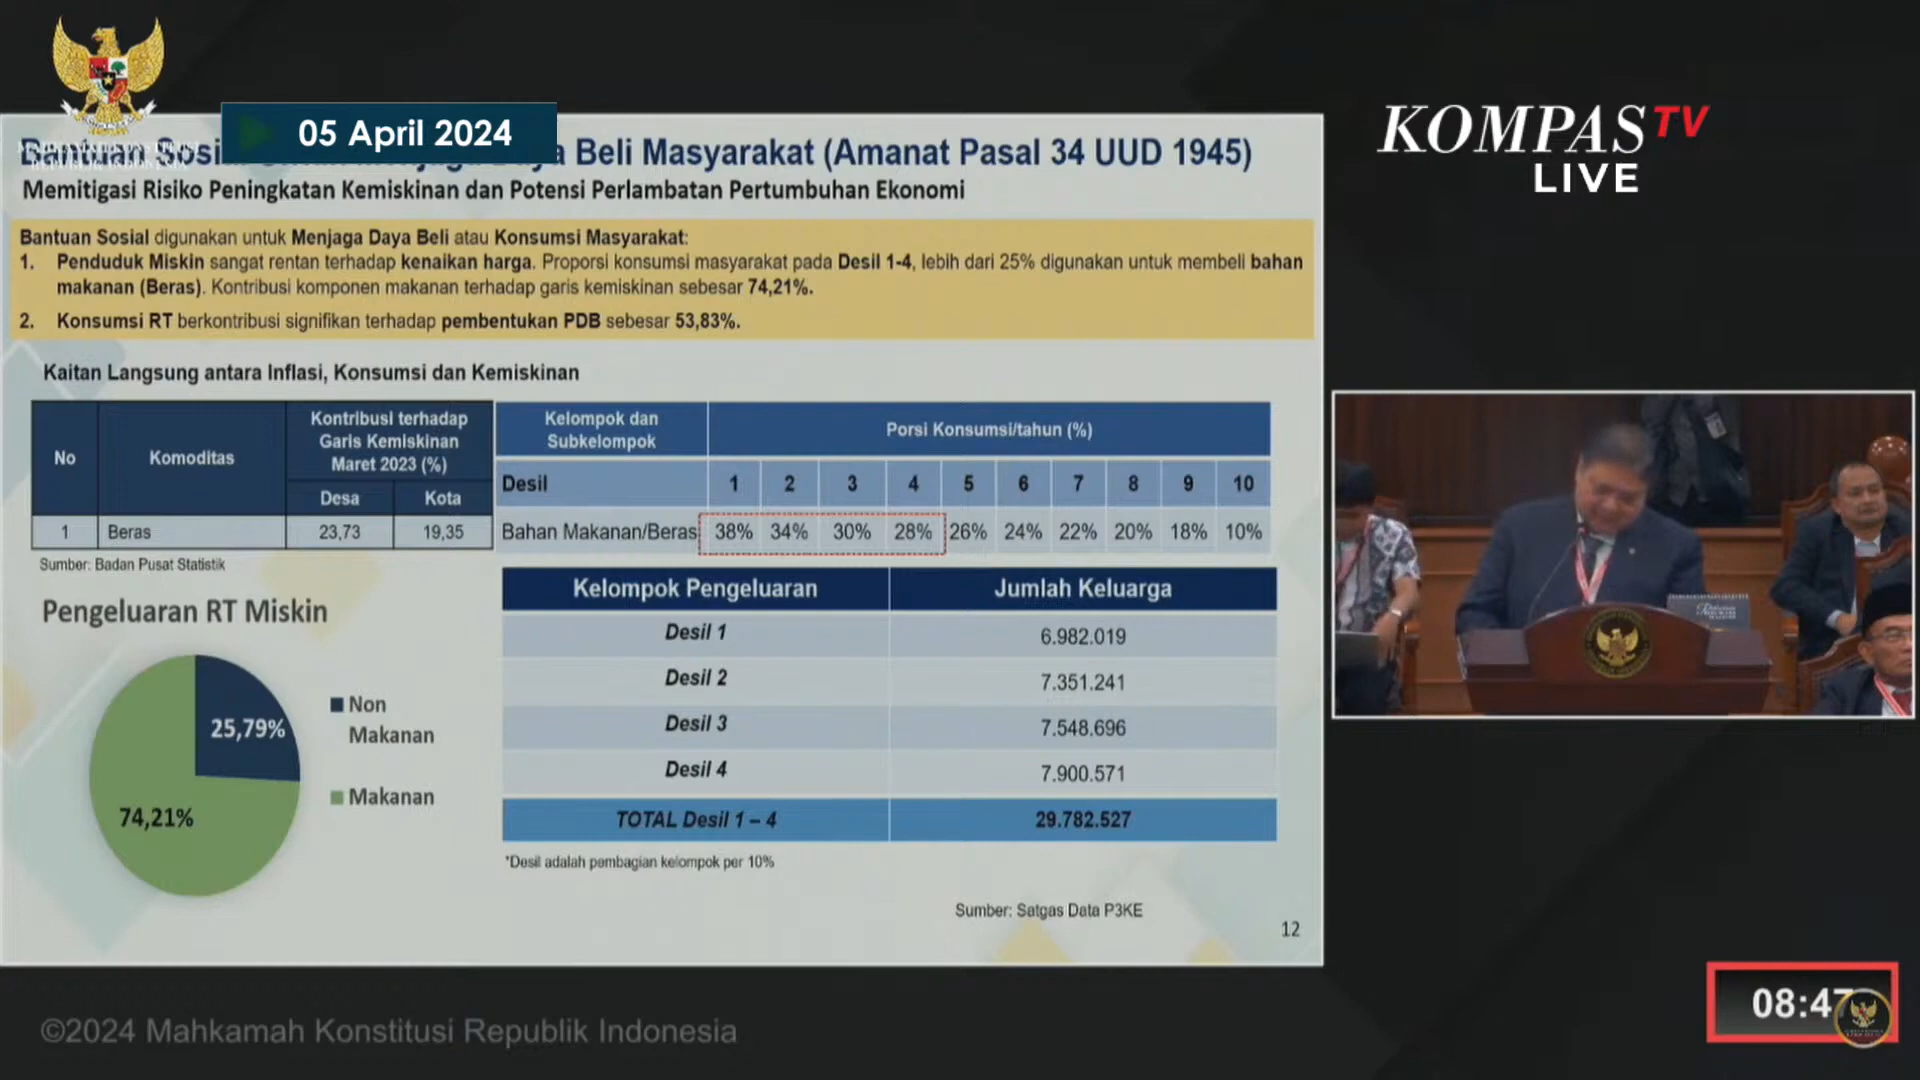 05 April 2024
KOMPAS TV
LIVE
Beli Masyarakat (Amanat Pasal 34 UUD 1945)
Memitigasi Risiko Peningkatan Kemiskinan dan Potensi Perlambatan Pertumbuhan Ekonomi
Bantuan Sosial digunakan untuk Menjaga Daya Beli atau Konsumsi Masyarakat:
1. Penduduk Miskin sangat rentan terhadap kenaikan harga. Proporsi konsumsi masyarakat pada Desil 1-4, lebih dari 25% digunakan untuk membeli bahan
makanan (Beras). Kontribusi komponen makanan terhadap garis kemiskinan sebesar 74,21%.
2. Konsumsi RT berkontribusi signifikan terhadap pembentukan PDB sebesar 53,83%.
Kaitan Langsung antara Inflasi, Konsumsi dan Kemiskinan
No Komoditas Kontribusi terhadap
Garis Kemiskinan
Maret 2023 (%)
Desa Kota
1 Beras 23,73 19,35
Sumber: Badan Pusat Statistik
Kelompok dan
Subkelompok
Porsi Konsumsi/tahun (%)
Desil 1 2 3 4 5 6 7 8 9 10
Bahan Makanan/Beras 38% 34% 30% 28% 26% 24% 22% 20% 18% 10%
Pengeluaran RT Miskin
25,79%
74,21%
Non
Makanan
Makanan
Kelompok Pengeluaran Jumlah Keluarga
Desil 1 6.982.019
Desil 2 7.351.241
Desil 3 7.548.696
Desil 4 7.900.571
TOTAL Desil 1 – 4 29.782.527
*Desil adalah pembagian kelompok per 10%
Sumber: Satgas Data P3KE
12
©2024 Mahkamah Konstitusi Republik Indonesia
08:47